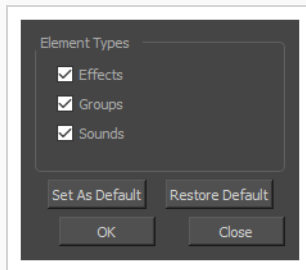 Element Types
Effects
Groups
Sounds
Set As Default Restore Default
OK Close